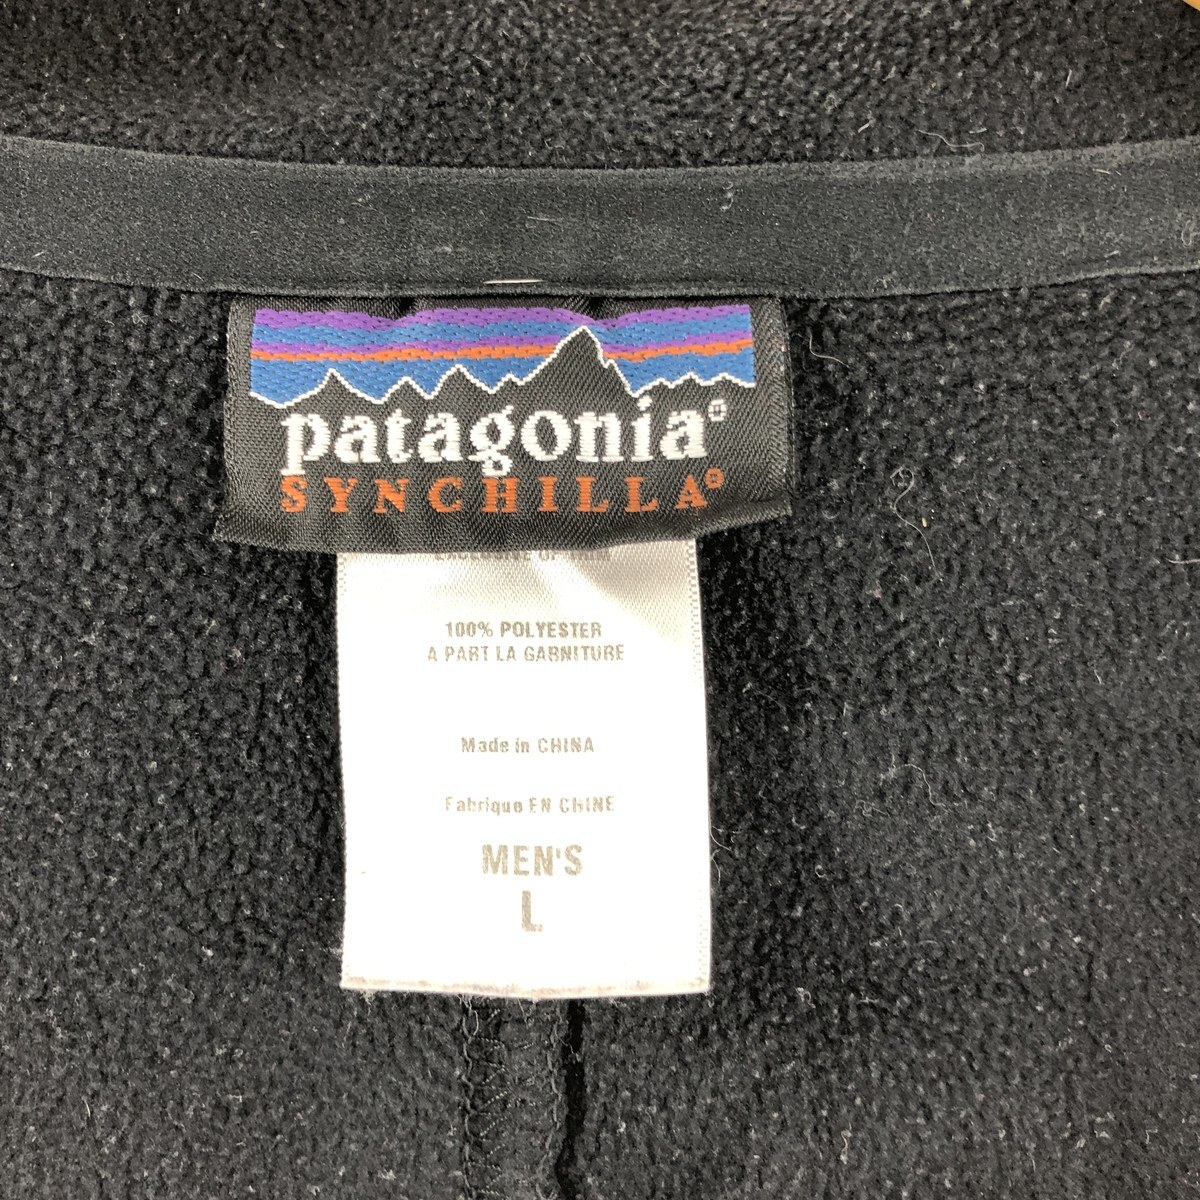 patagonia®
SYNCHILLA®
100% POLYESTER
A PART LA GARNITURE
Made in CHINA
Fabrique EN CHINE
MEN'S
L